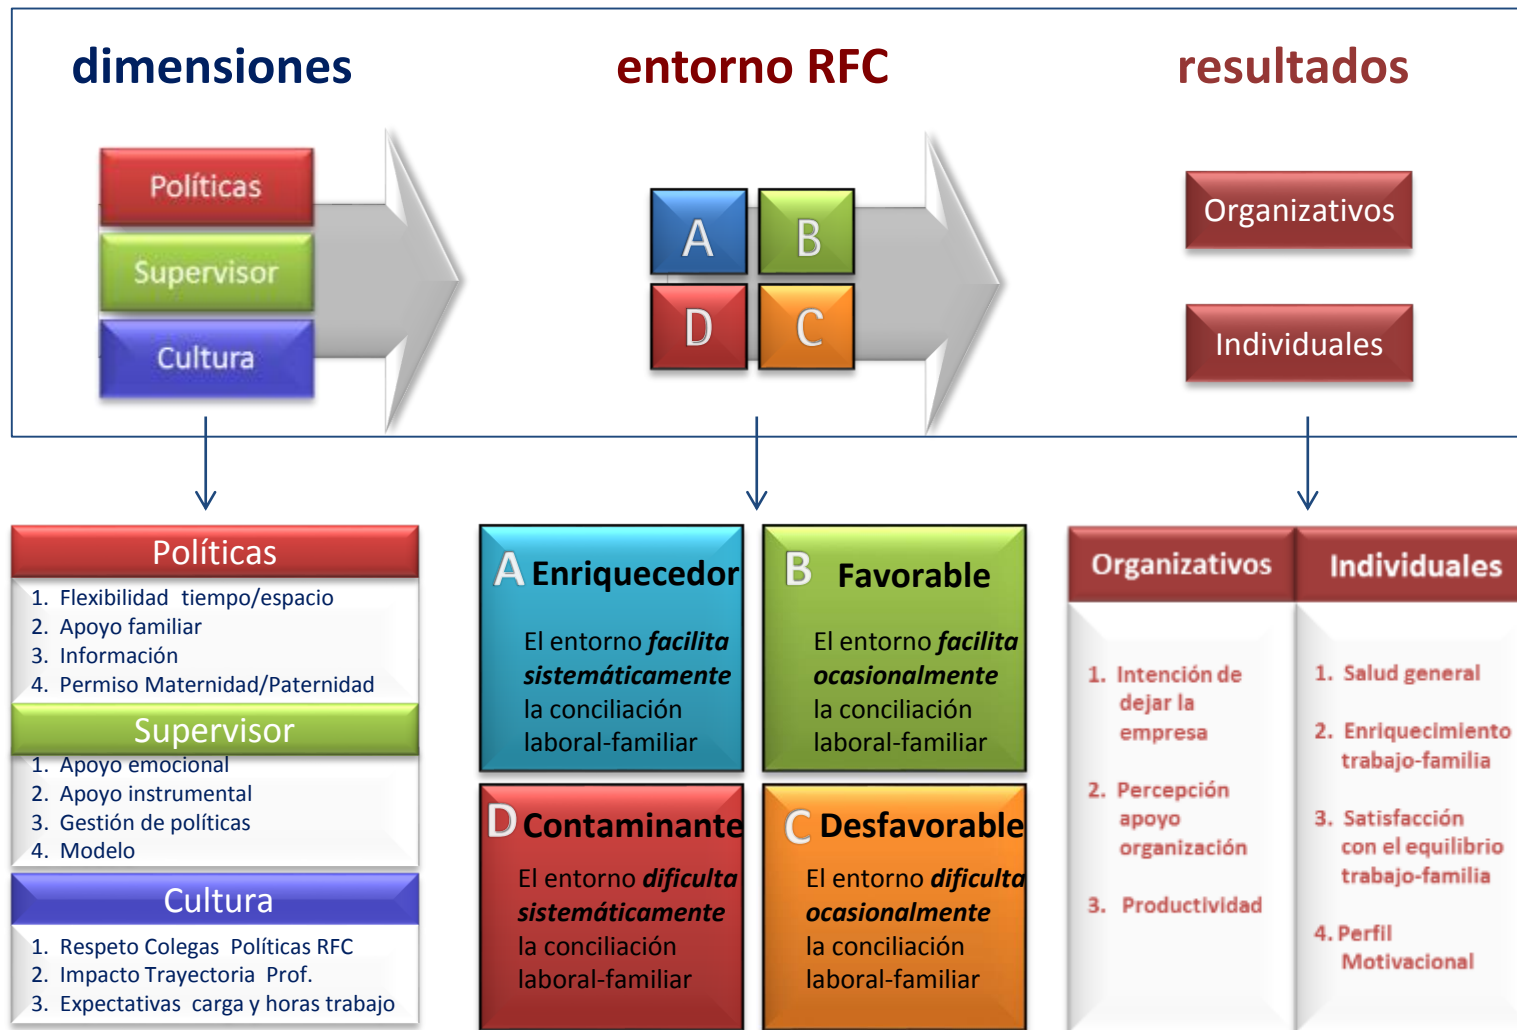 dimensiones
entorno RFC
resultados
Políticas
Supervisor
Cultura
A
B
D
C
Organizativos
Individuales
Políticas
1. Flexibilidad tiempo/espacio
2. Apoyo familiar
3. Información
4. Permiso Maternidad/Paternidad
Supervisor
1. Apoyo emocional
2. Apoyo instrumental
3. Gestión de políticas
4. Modelo
Cultura
1. Respeto Colegas Políticas RFC
2. Impacto Trayectoria Prof.
3. Expectativas carga y horas trabajo
A Enriquecedor
El entorno facilita
sistemáticamente
la conciliación
laboral-familiar
B Favorable
El entorno facilita
ocasionalmente
la conciliación
laboral-familiar
D Contaminante
El entorno dificulta
sistemáticamente
la conciliación
laboral-familiar
C Desfavorable
El entorno dificulta
ocasionalmente
la conciliación
laboral-familiar
Organizativos
1. Intención de
dejar la
empresa
2. Percepción
apoyo
organización
3. Productividad
Individuales
1. Salud general
2. Enriquecimiento
trabajo-familia
3. Satisfacción
con el equilibrio
trabajo-familia
4. Perfil
Motivacional